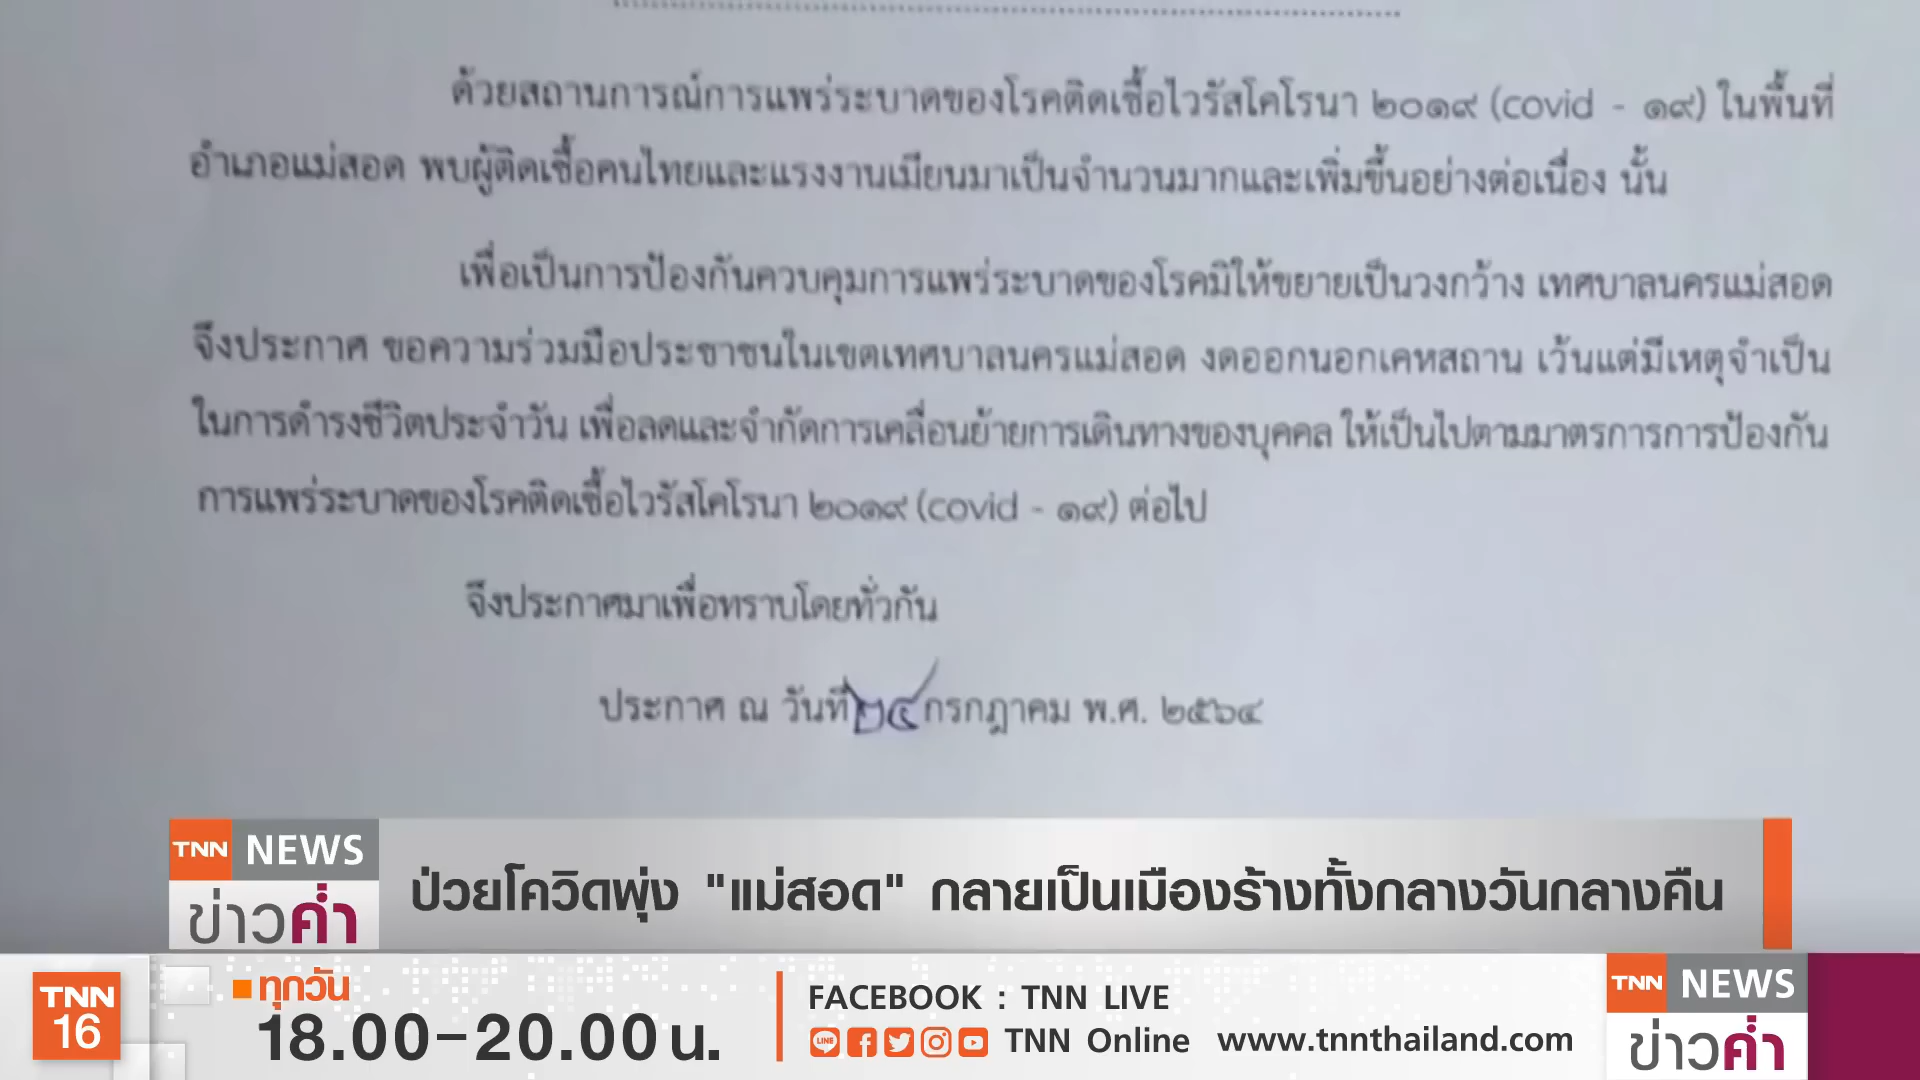 ด้วยสถานการณ์การแพร่ระบาดของโรคติดเชื้อไวรัสโคโรนา ๒๐๑๙ (covid - ๑๙) ในพื้นที่
อำเภอแม่สอด พบผู้ติดเชื้อคนไทยและแรงงานเมียนมาเป็นจำนวนมากและเพิ่มขึ้นอย่างต่อเนื่อง นั้น
เพื่อเป็นการป้องกันควบคุมการแพร่ระบาดของโรคมิให้ขยายเป็นวงกว้าง เทศบาลนครแม่สอด
จึงประกาศ ขอความร่วมมือประชาชนในเขตเทศบาลนครแม่สอด งดออกนอกเคหสถาน เว้นแต่มีเหตุจำเป็น
ในการดำรงชีวิตประจำวัน เพื่อลดและจำกัดการเคลื่อนย้ายการเดินทางของบุคคล ให้เป็นไปตามมาตรการการป้องกัน
การแพร่ระบาดของโรคติดเชื้อไวรัสโคโรนา ๒๐๑๙ (covid - ๑๙) ต่อไป
จึงประกาศมาเพื่อทราบโดยทั่วกัน
ประกาศ ณ วันที่ ๒๔ กรกฎาคม พ.ศ. ๒๕๖๔
TNN NEWS
ข่าวค่ำ
ป่วยโควิดพุ่ง "แม่สอด" กลายเป็นเมืองร้างทั้งกลางวันกลางคืน
TNN
16
ทุกวัน
18.00-20.00 น.
FACEBOOK : TNN LIVE
TNN Online www.tnnthailand.com
TNN NEWS
ข่าวค่ำ